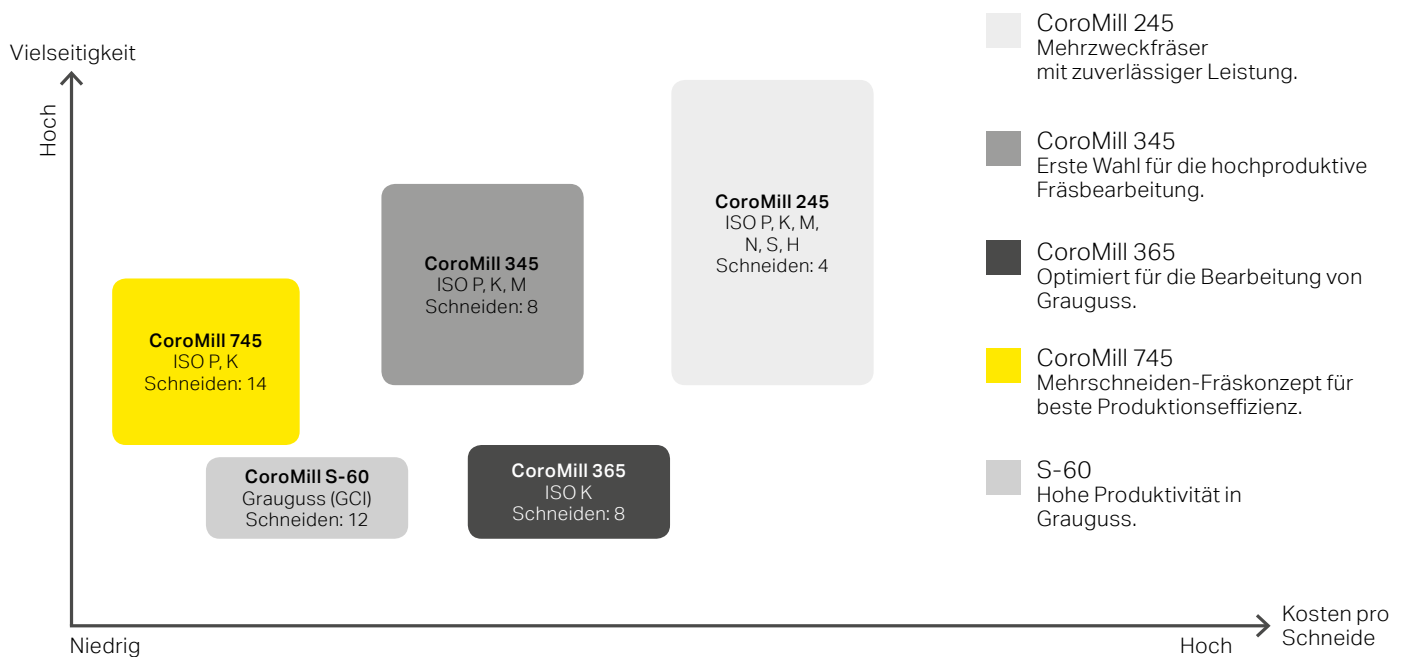 Vielseitigkeit
Hoch
CoroMill 245
ISO P, K, M,
N, S, H
Schneiden: 4
CoroMill 345
ISO P, K, M
Schneiden: 8
CoroMill 745
ISO P, K
Schneiden: 14
CoroMill S-60
Grauguss (GCI)
Schneiden: 12
CoroMill 365
ISO K
Schneiden: 8
Niedrig
Hoch
Kosten pro
Schneide
CoroMill 245
Mehrzweckfräser
mit zuverlässiger Leistung.
CoroMill 345
Erste Wahl für die hochproduktive
Fräsbearbeitung.
CoroMill 365
Optimiert für die Bearbeitung von
Grauguss.
CoroMill 745
Mehrschneiden-Fräskonzept für
beste Produktionseffizienz.
S-60
Hohe Produktivität in
Grauguss.